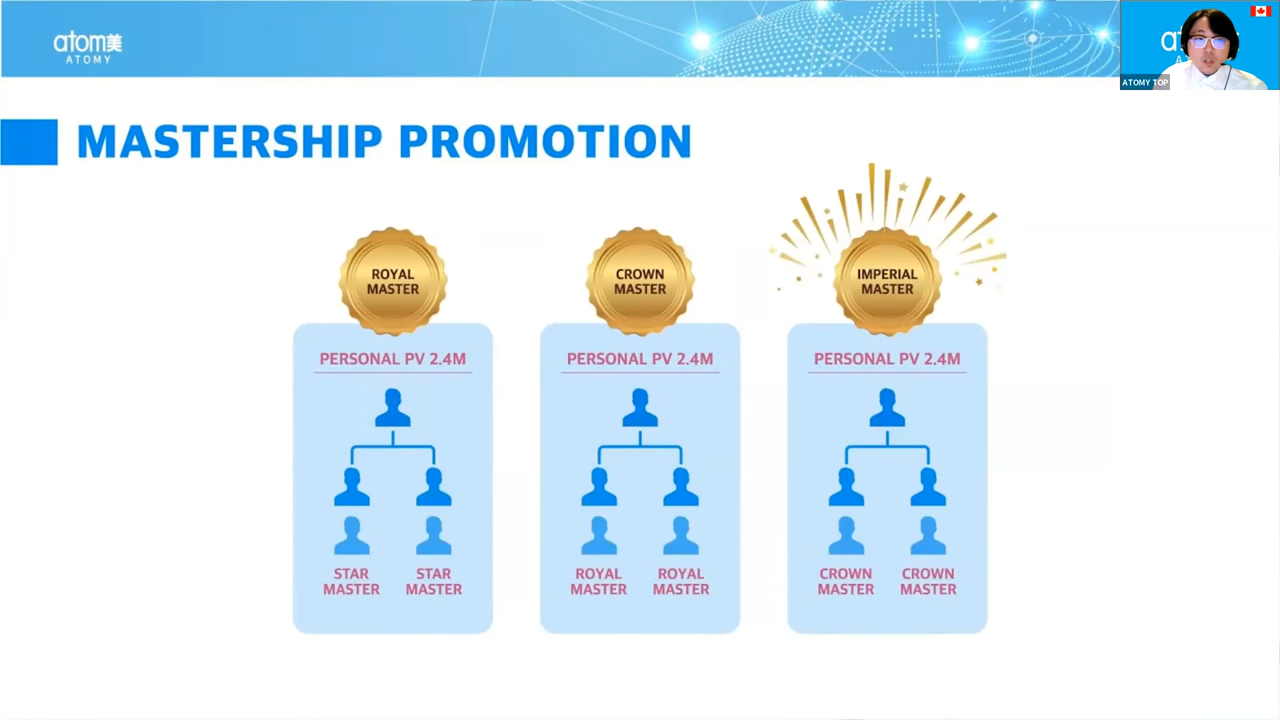 atom美
ATOMY
ATOMY TOP
MASTERSHIP PROMOTION
ROYAL
MASTER
PERSONAL PV 2.4M
STAR
MASTER
STAR
MASTER
CROWN
MASTER
PERSONAL PV 2.4M
ROYAL
MASTER
ROYAL
MASTER
IMPERIAL
MASTER
PERSONAL PV 2.4M
CROWN
MASTER
CROWN
MASTER